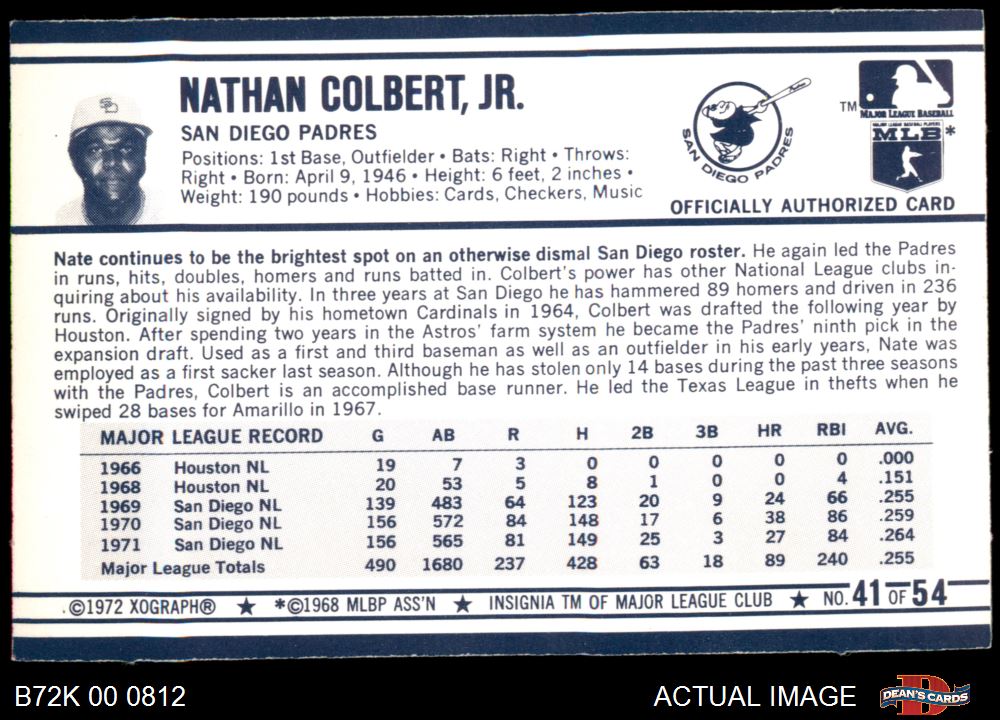 NATHAN COLBERT, JR.
SAN DIEGO PADRES
Positions: 1st Base, Outfielder • Bats: Right • Throws:
Right • Born: April 9, 1946 • Height: 6 feet, 2 inches •
Weight: 190 pounds • Hobbies: Cards, Checkers, Music
SD
Padres
SAN DIEGO PADRES
TM
MAJOR LEAGUE BASEBALL
MAJOR LEAGUE BASEBALL PLAYERS
MLB*
OFFICIALLY AUTHORIZED CARD
Nate continues to be the brightest spot on an otherwise dismal San Diego roster. He again led the Padres
in runs, hits, doubles, homers and runs batted in. Colbert's power has other National League clubs in-
quiring about his availability. In three years at San Diego he has hammered 89 homers and driven in 236
runs. Originally signed by his hometown Cardinals in 1964, Colbert was drafted the following year by
Houston. After spending two years in the Astros' farm system he became the Padres' ninth pick in the
expansion draft. Used as a first and third baseman as well as an outfielder in his early years, Nate was
employed as a first sacker last season. Although he has stolen only 14 bases during the past three seasons
with the Padres, Colbert is an accomplished base runner. He led the Texas League in thefts when he
swiped 28 bases for Amarillo in 1967.
MAJOR LEAGUE RECORD G AB R H 2B 3B HR RBI AVG.
1966 Houston NL 19 7 3 0 0 0 0 0 .000
1968 Houston NL 20 53 5 8 1 0 0 4 .151
1969 San Diego NL 139 483 64 123 20 9 24 66 .255
1970 San Diego NL 156 572 84 148 17 6 38 86 .259
1971 San Diego NL 156 565 81 149 25 3 27 84 .264
Major League Totals 490 1680 237 428 63 18 89 240 .255
©1972 XOGRAPH® ★ *©1968 MLBP ASS'N ★ INSIGNIA TM OF MAJOR LEAGUE CLUB ★ NO. 41 OF 54
B72K 00 0812
ACTUAL IMAGE
DEAN'S CARDS